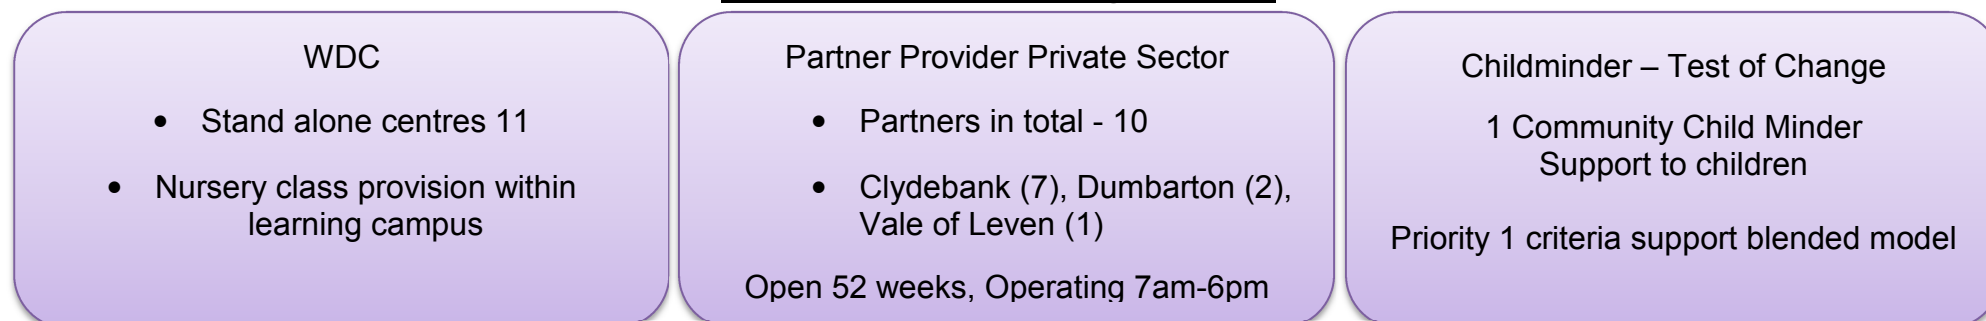 WDC
• Stand alone centres 11
• Nursery class provision within
learning campus
Partner Provider Private Sector
• Partners in total - 10
• Clydebank (7), Dumbarton (2),
Vale of Leven (1)
Open 52 weeks, Operating 7am-6pm
Childminder – Test of Change
1 Community Child Minder
Support to children
Priority 1 criteria support blended model